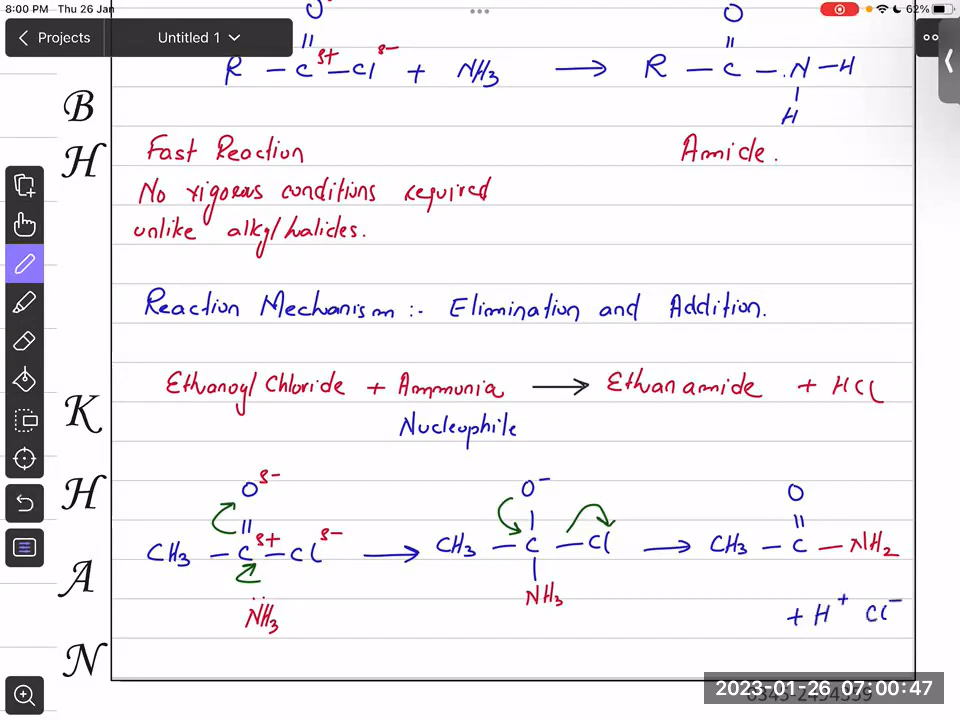 8:00 PM Thu 26 Jan
62%
Projects
Untitled 1
O
O
||
||
R – C δ+ – Cl δ- + NH3 → R – C – N – H
|
H
B
H
Fast Reaction
Amide.
No rigorous conditions required
unlike alkyl halides.
Reaction Mechanism :- Elimination and Addition.
K
Ethanoyl Chloride + Ammonia → Ethanamide + HCl
Nucleophile
H
O δ-
O-
O
||
|
||
CH3 – C δ+ – Cl δ- → CH3 – C – Cl → CH3 – C – NH2
|
A
NH3
NH3
+ H+ Cl-
N
2023-01-26 07:00:47